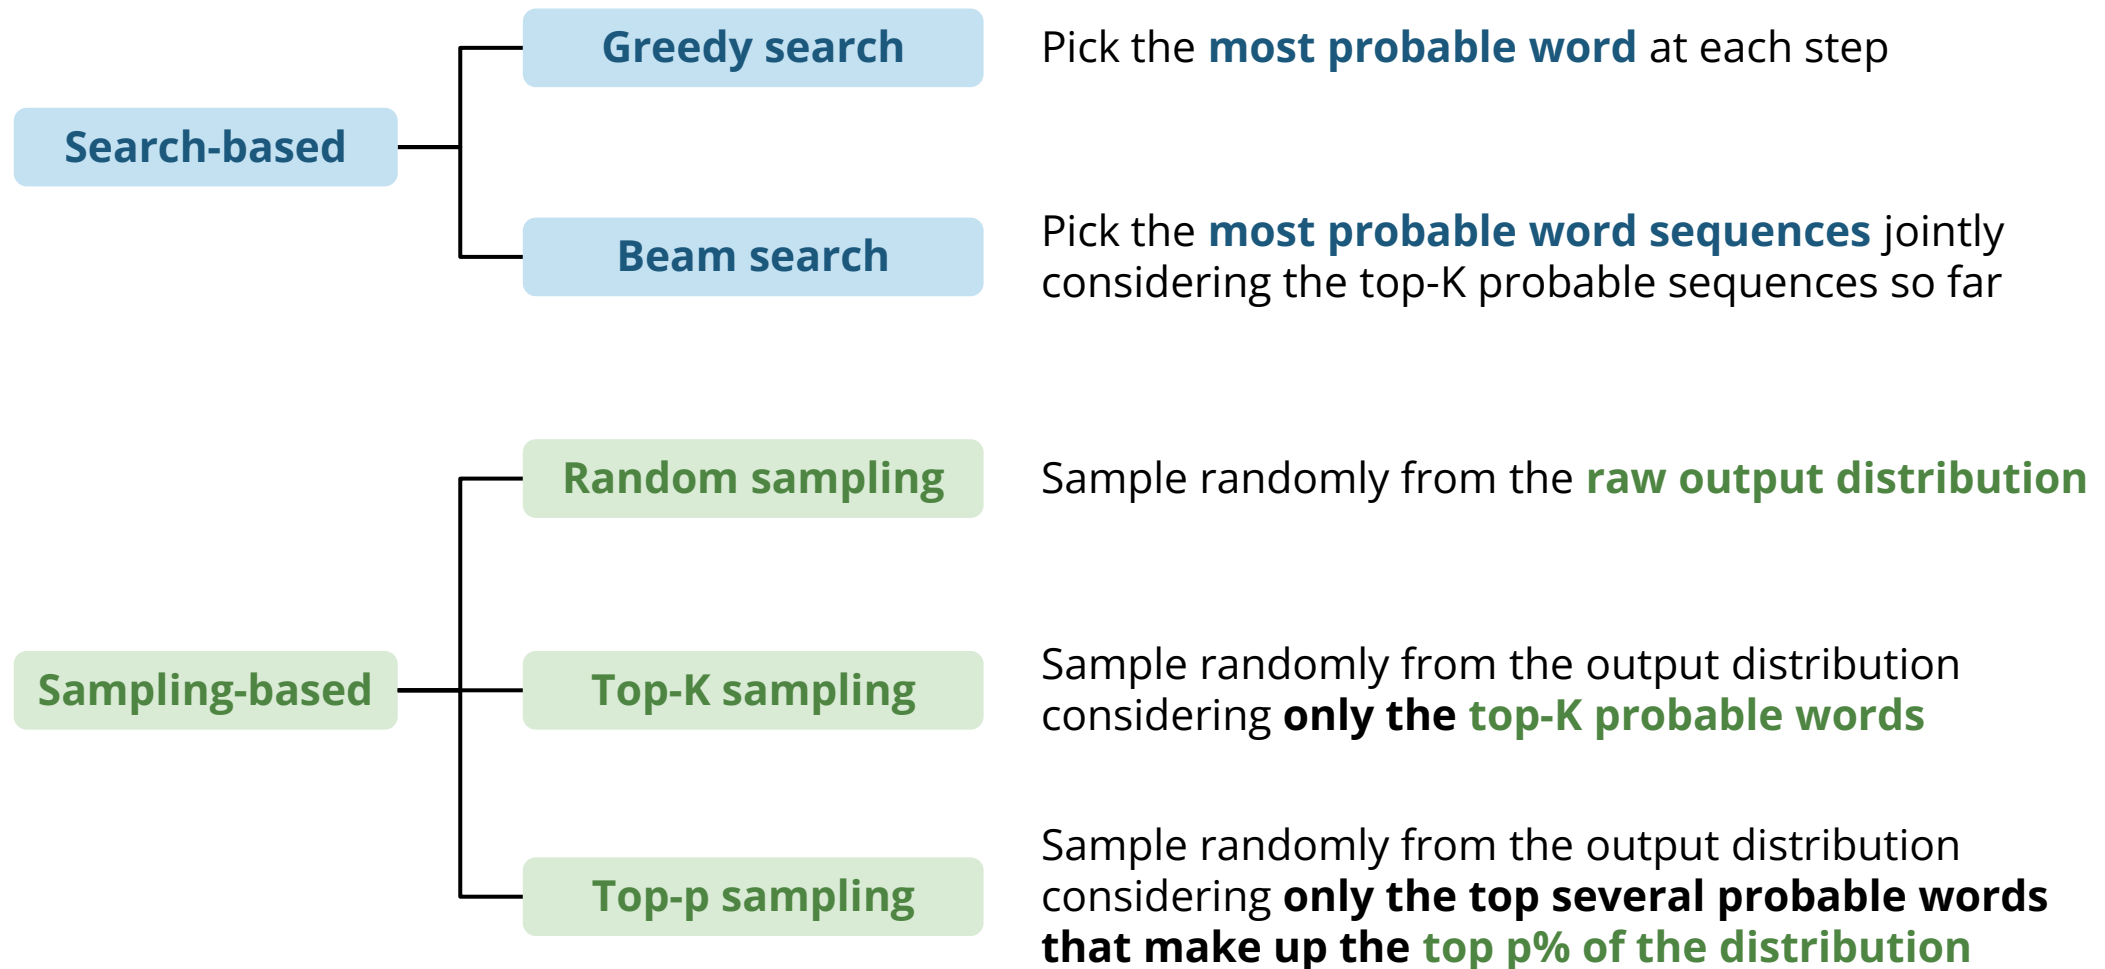 Greedy search
Pick the most probable word at each step
Search-based
Beam search
Pick the most probable word sequences jointly
considering the top-K probable sequences so far
Random sampling
Sample randomly from the raw output distribution
Sampling-based
Top-K sampling
Sample randomly from the output distribution
considering only the top-K probable words
Top-p sampling
Sample randomly from the output distribution
considering only the top several probable words
that make up the top p% of the distribution